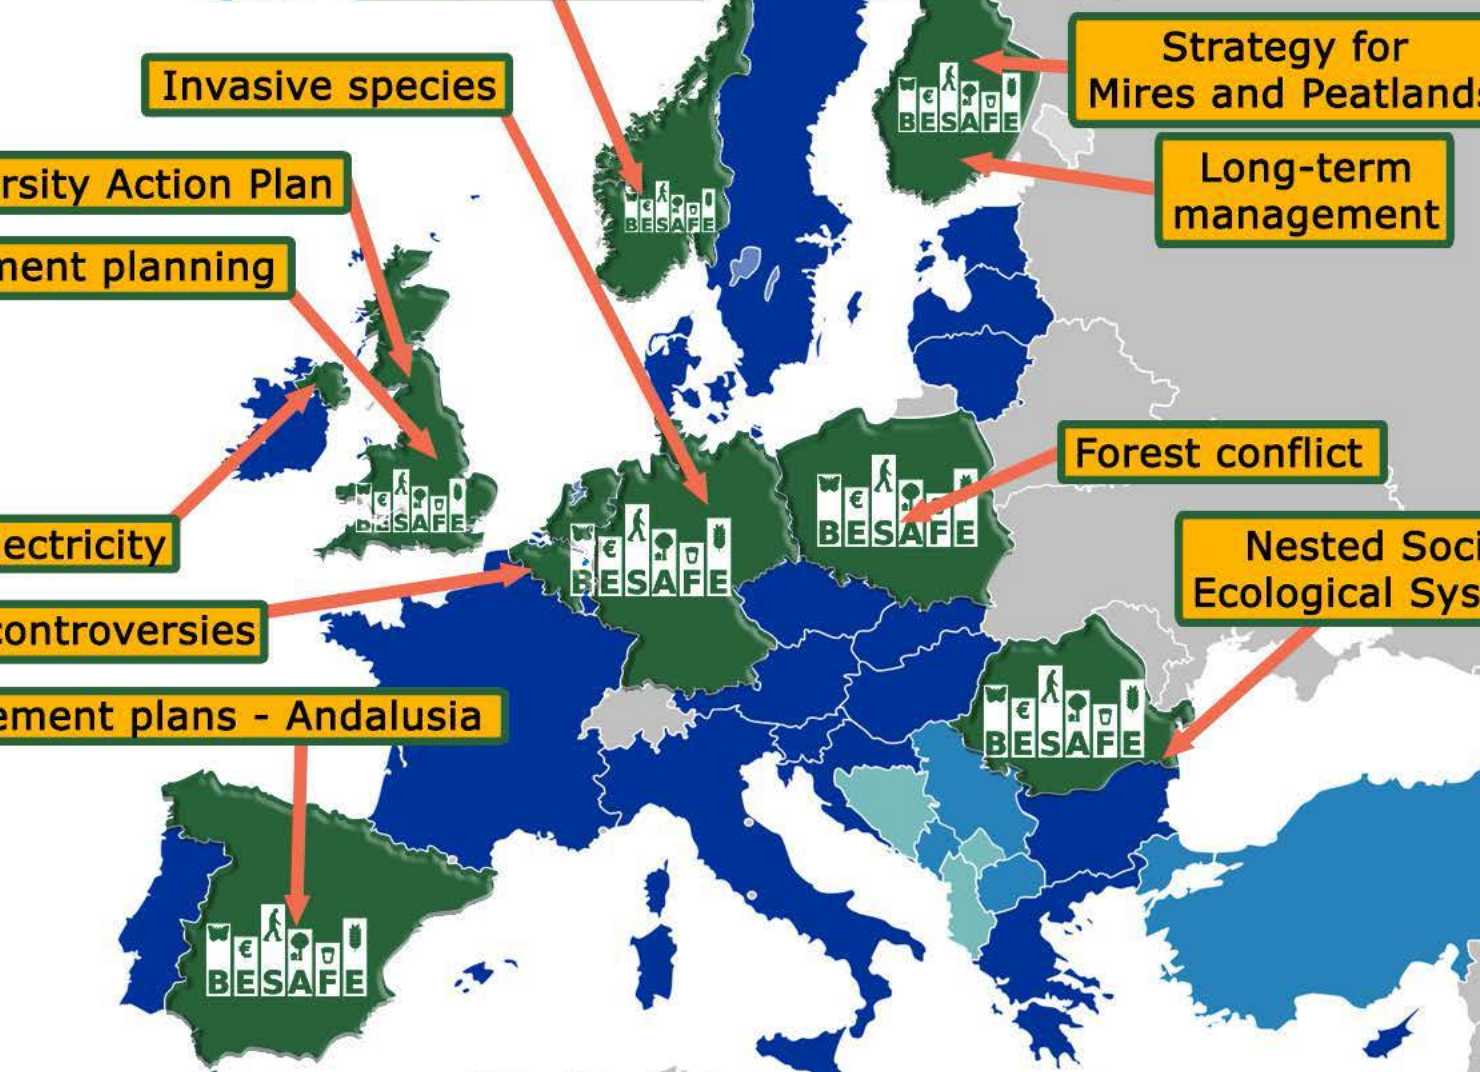 Strategy for
Mires and Peatlands
Invasive species
BESAFE
Long-term
management
rsity Action Plan
BESAFE
ment planning
Forest conflict
BESAFE
BESAFE
ectricity
Nested Soci
Ecological Sys
BESAFE
controversies
ement plans - Andalusia
BESAFE
BESAFE